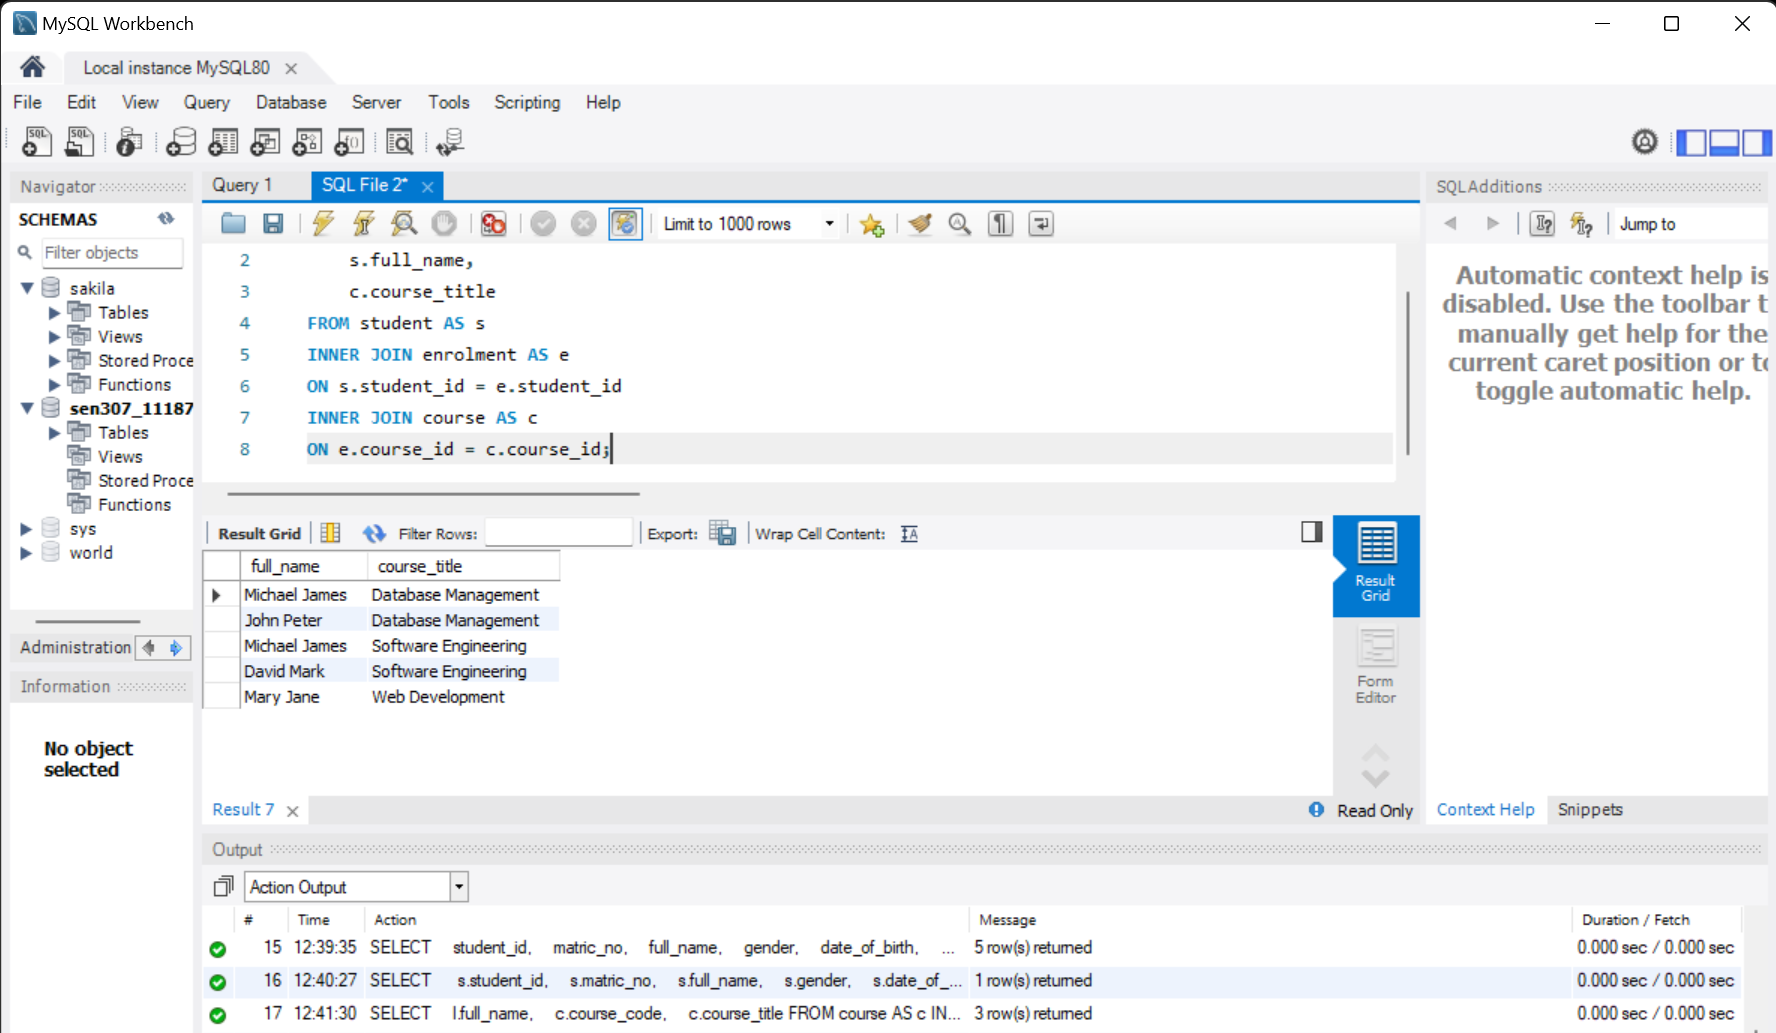 MySQL Workbench
Local instance MySQL80
File Edit View Query Database Server Tools Scripting Help
Navigator
SCHEMAS
Filter objects
sakila
Tables
Views
Stored Proce
Functions
sen307_11187
Tables
Views
Stored Proce
Functions
sys
world
Administration
Information
No object
selected
Query 1 SQL File 2*
Limit to 1000 rows
2 s.full_name,
3 c.course_title
4 FROM student AS s
5 INNER JOIN enrolment AS e
6 ON s.student_id = e.student_id
7 INNER JOIN course AS c
8 ON e.course_id = c.course_id;
Result Grid Filter Rows: Export: Wrap Cell Content:
full_name course_title
Michael James Database Management
John Peter Database Management
Michael James Software Engineering
David Mark Software Engineering
Mary Jane Web Development
Result
Grid
Form
Editor
Result 7
Read Only
SQLAdditions
Jump to
Automatic context help is
disabled. Use the toolbar t
manually get help for the
current caret position or to
toggle automatic help.
Context Help Snippets
Output
Action Output
# Time Action Message Duration / Fetch
15 12:39:35 SELECT student_id, matric_no, full_name, gender, date_of_birth, ... 5 row(s) returned 0.000 sec / 0.000 sec
16 12:40:27 SELECT s.student_id, s.matric_no, s.full_name, s.gender, s.date_of_... 1 row(s) returned 0.000 sec / 0.000 sec
17 12:41:30 SELECT l.full_name, c.course_code, c.course_title FROM course AS c IN... 3 row(s) returned 0.000 sec / 0.000 sec